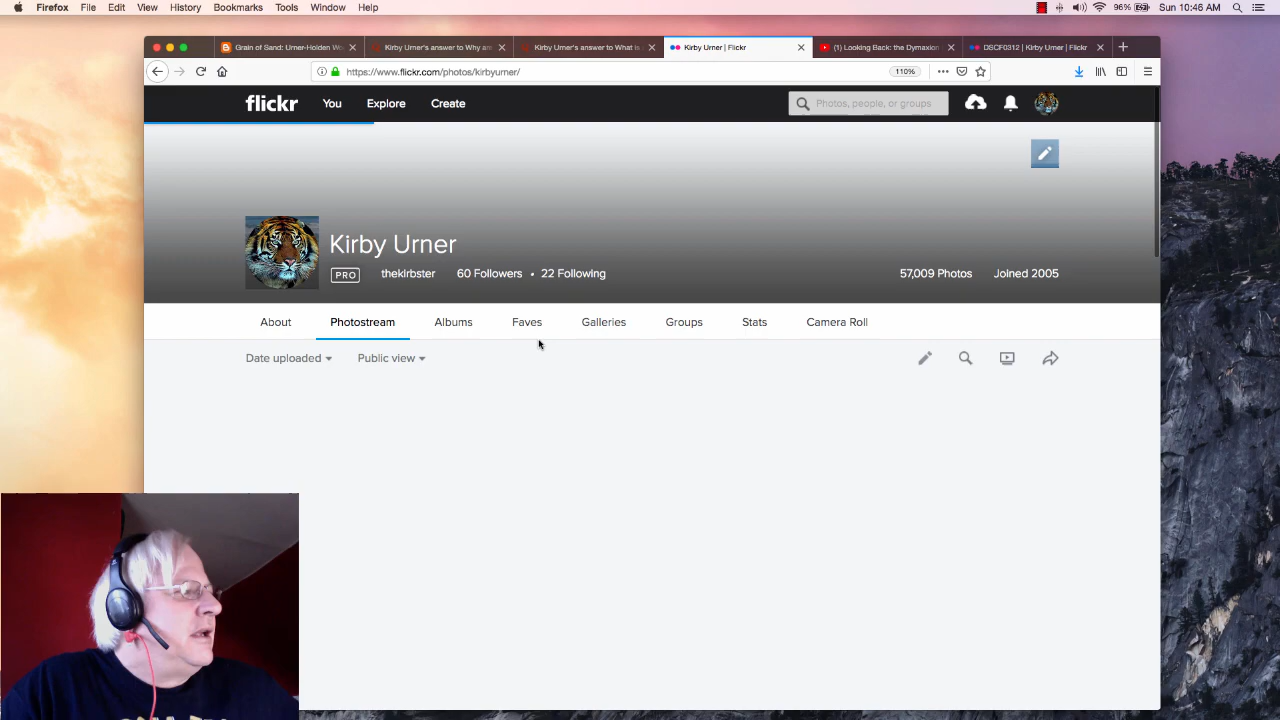 Firefox File Edit View History Bookmarks Tools Window Help 96% Sun 10:46 AM
Grain of Sand: Urner-Holden Wo Kirby Urner's answer to Why are Kirby Urner's answer to What is Kirby Urner | Flickr (1) Looking Back: the Dymaxion DSCF0312 | Kirby Urner | Flickr
https://www.flickr.com/photos/kirbyurner/ 110%
flickr You Explore Create Photos, people, or groups
Kirby Urner
PRO thekirbster 60 Followers • 22 Following 57,009 Photos Joined 2005
About Photostream Albums Faves Galleries Groups Stats Camera Roll
Date uploaded Public view